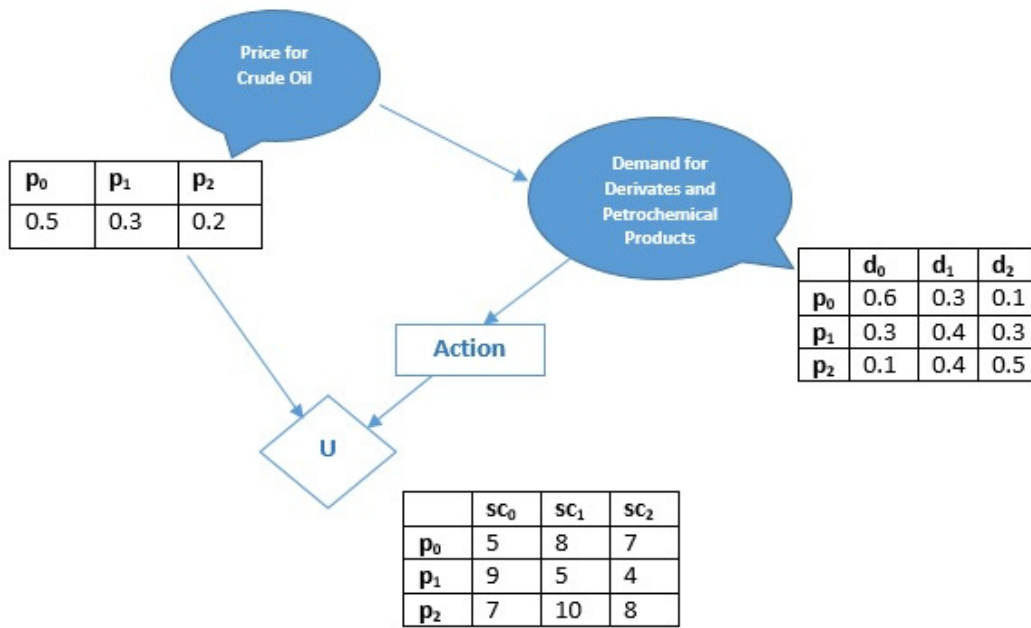 Price for
Crude Oil
p₀ p₁ p₂
0.5 0.3 0.2
Demand for
Derivates and
Petrochemical
Products
d₀ d₁ d₂
p₀ 0.6 0.3 0.1
p₁ 0.3 0.4 0.3
p₂ 0.1 0.4 0.5
Action
U
sc₀ sc₁ sc₂
p₀ 5 8 7
p₁ 9 5 4
p₂ 7 10 8